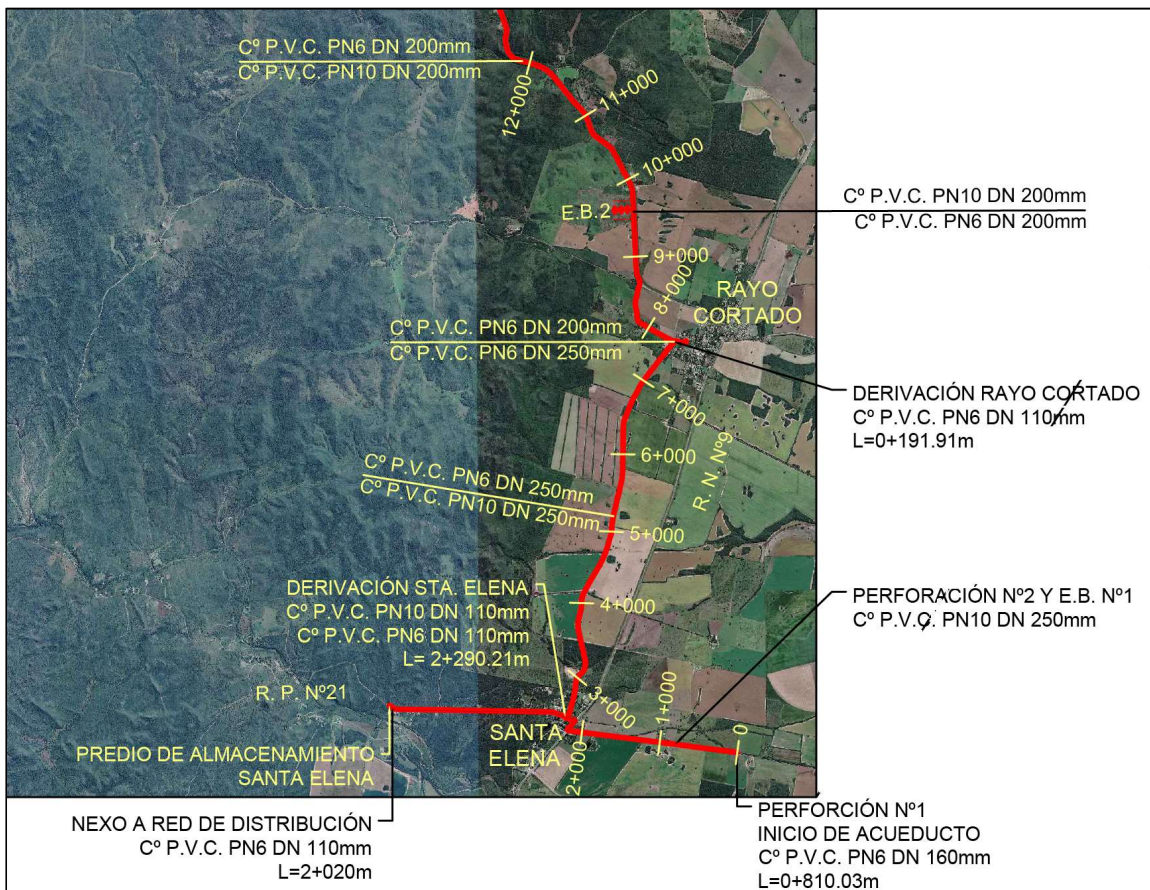 Cº P.V.C. PN6 DN 200mm
Cº P.V.C. PN10 DN 200mm
12+000
11+000
10+000
E.B.2
Cº P.V.C. PN10 DN 200mm
Cº P.V.C. PN6 DN 200mm
9+000
8+000
RAYO
CORTADO
Cº P.V.C. PN6 DN 200mm
Cº P.V.C. PN6 DN 250mm
DERIVACIÓN RAYO CORTADO
Cº P.V.C. PN6 DN 110mm
L=0+191.91m
7+000
R. N. Nº9
6+000
Cº P.V.C. PN6 DN 250mm
Cº P.V.C. PN10 DN 250mm
5+000
DERIVACIÓN STA. ELENA
Cº P.V.C. PN10 DN 110mm
Cº P.V.C. PN6 DN 110mm
L= 2+290.21m
4+000
PERFORACIÓN Nº2 Y E.B. Nº1
Cº P.V.C. PN10 DN 250mm
R. P. Nº21
3+000
SANTA
ELENA
2+000
1+000
0
PREDIO DE ALMACENAMIENTO
SANTA ELENA
NEXO A RED DE DISTRIBUCIÓN
Cº P.V.C. PN6 DN 110mm
L=2+020m
PERFORCIÓN Nº1
INICIO DE ACUEDUCTO
Cº P.V.C. PN6 DN 160mm
L=0+810.03m